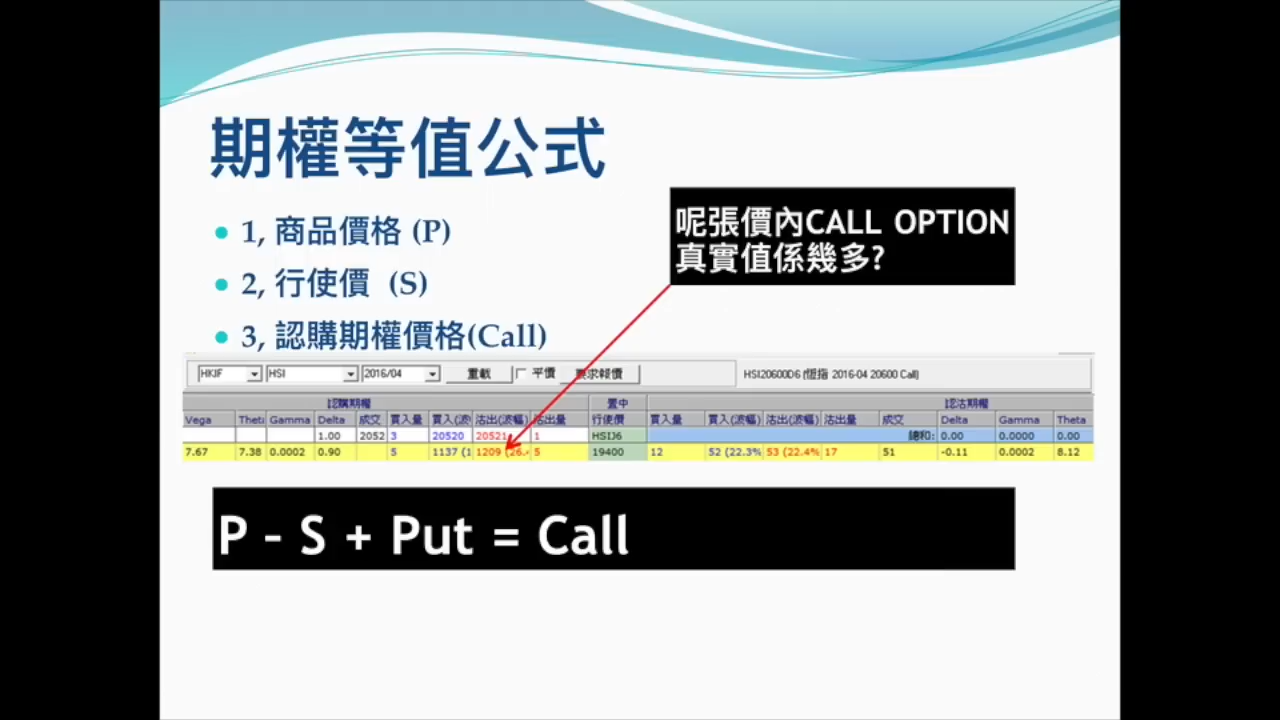 期權等值公式
• 1, 商品價格 (P)
• 2, 行使價 (S)
• 3, 認購期權價格(Call)
呢張價內CALL OPTION
真實值係幾多?
HKIF HSI 2016/04 重載 平價 要求報價 HSI20600D6 (恆指 2016-04 20600 Call)
認購期權 置中 認沽期權
Vega Theta Gamma Delta 成交 買入量 買入(波 沽出(波幅) 沽出量 行使價 買入量 買入(波幅) 沽出(波幅) 沽出量 成交 Delta Gamma Theta
1.00 2052 3 20520 20521 1 HSIJ6 總和: 0.00 0.0000 0.00
7.67 7.38 0.0002 0.90 5 1137 (1 1209 (26.4 5 19400 12 52 (22.3% 53 (22.4% 17 51 -0.11 0.0002 8.12
P - S + Put = Call